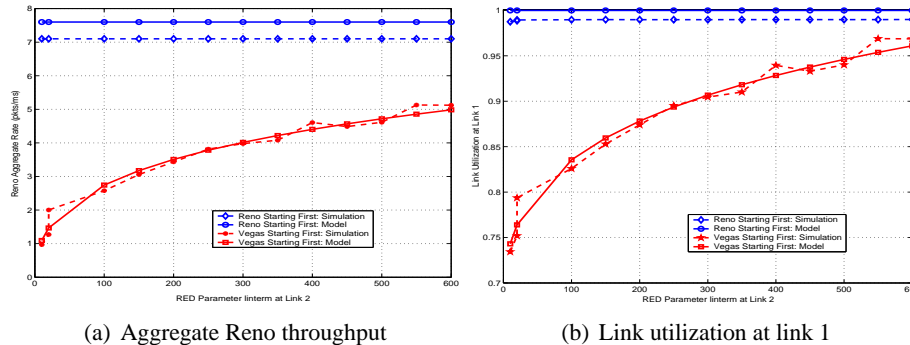 8
7
6
5
4
3
2
1
0
Reno Aggregate Rate (pkts/ms)
0 100 200 300 400 500 600
RED Parameter linterm at Link 2
Reno Starting First: Simulation
Reno Starting First: Model
Vegas Starting First: Simulation
Vegas Starting First: Model
(a) Aggregate Reno throughput
1
0.95
0.9
0.85
0.8
0.75
0.7
Link Utilization at Link 1
0 100 200 300 400 500 600
RED Parameter linterm at Link 2
Reno Starting First: Simulation
Reno Starting First: Model
Vegas Starting First: Simulation
Vegas Starting First: Model
(b) Link utilization at link 1